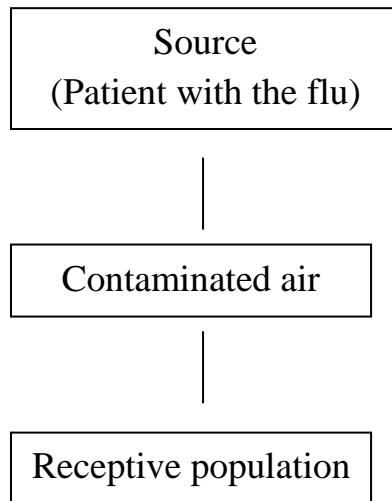 Source
(Patient with the flu)
Contaminated air
Receptive population